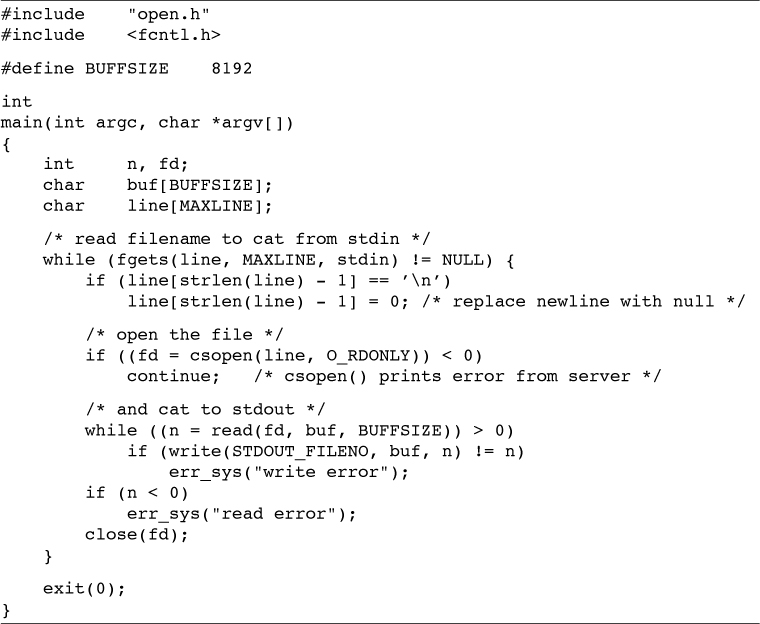 #include    "open.h"
#include    <fcntl.h>
#define BUFFSIZE    8192
int
main(int argc, char *argv[])
{
    int     n, fd;
    char    buf[BUFFSIZE];
    char    line[MAXLINE];
    /* read filename to cat from stdin */
    while (fgets(line, MAXLINE, stdin) != NULL) {
        if (line[strlen(line) - 1] == ’\n’)
            line[strlen(line) - 1] = 0; /* replace newline with null */
        /* open the file */
        if ((fd = csopen(line, O_RDONLY)) < 0)
            continue;   /* csopen() prints error from server */
        /* and cat to stdout */
        while ((n = read(fd, buf, BUFFSIZE)) > 0)
            if (write(STDOUT_FILENO, buf, n) != n)
                err_sys("write error");
        if (n < 0)
            err_sys("read error");
        close(fd);
    }
    exit(0);
}